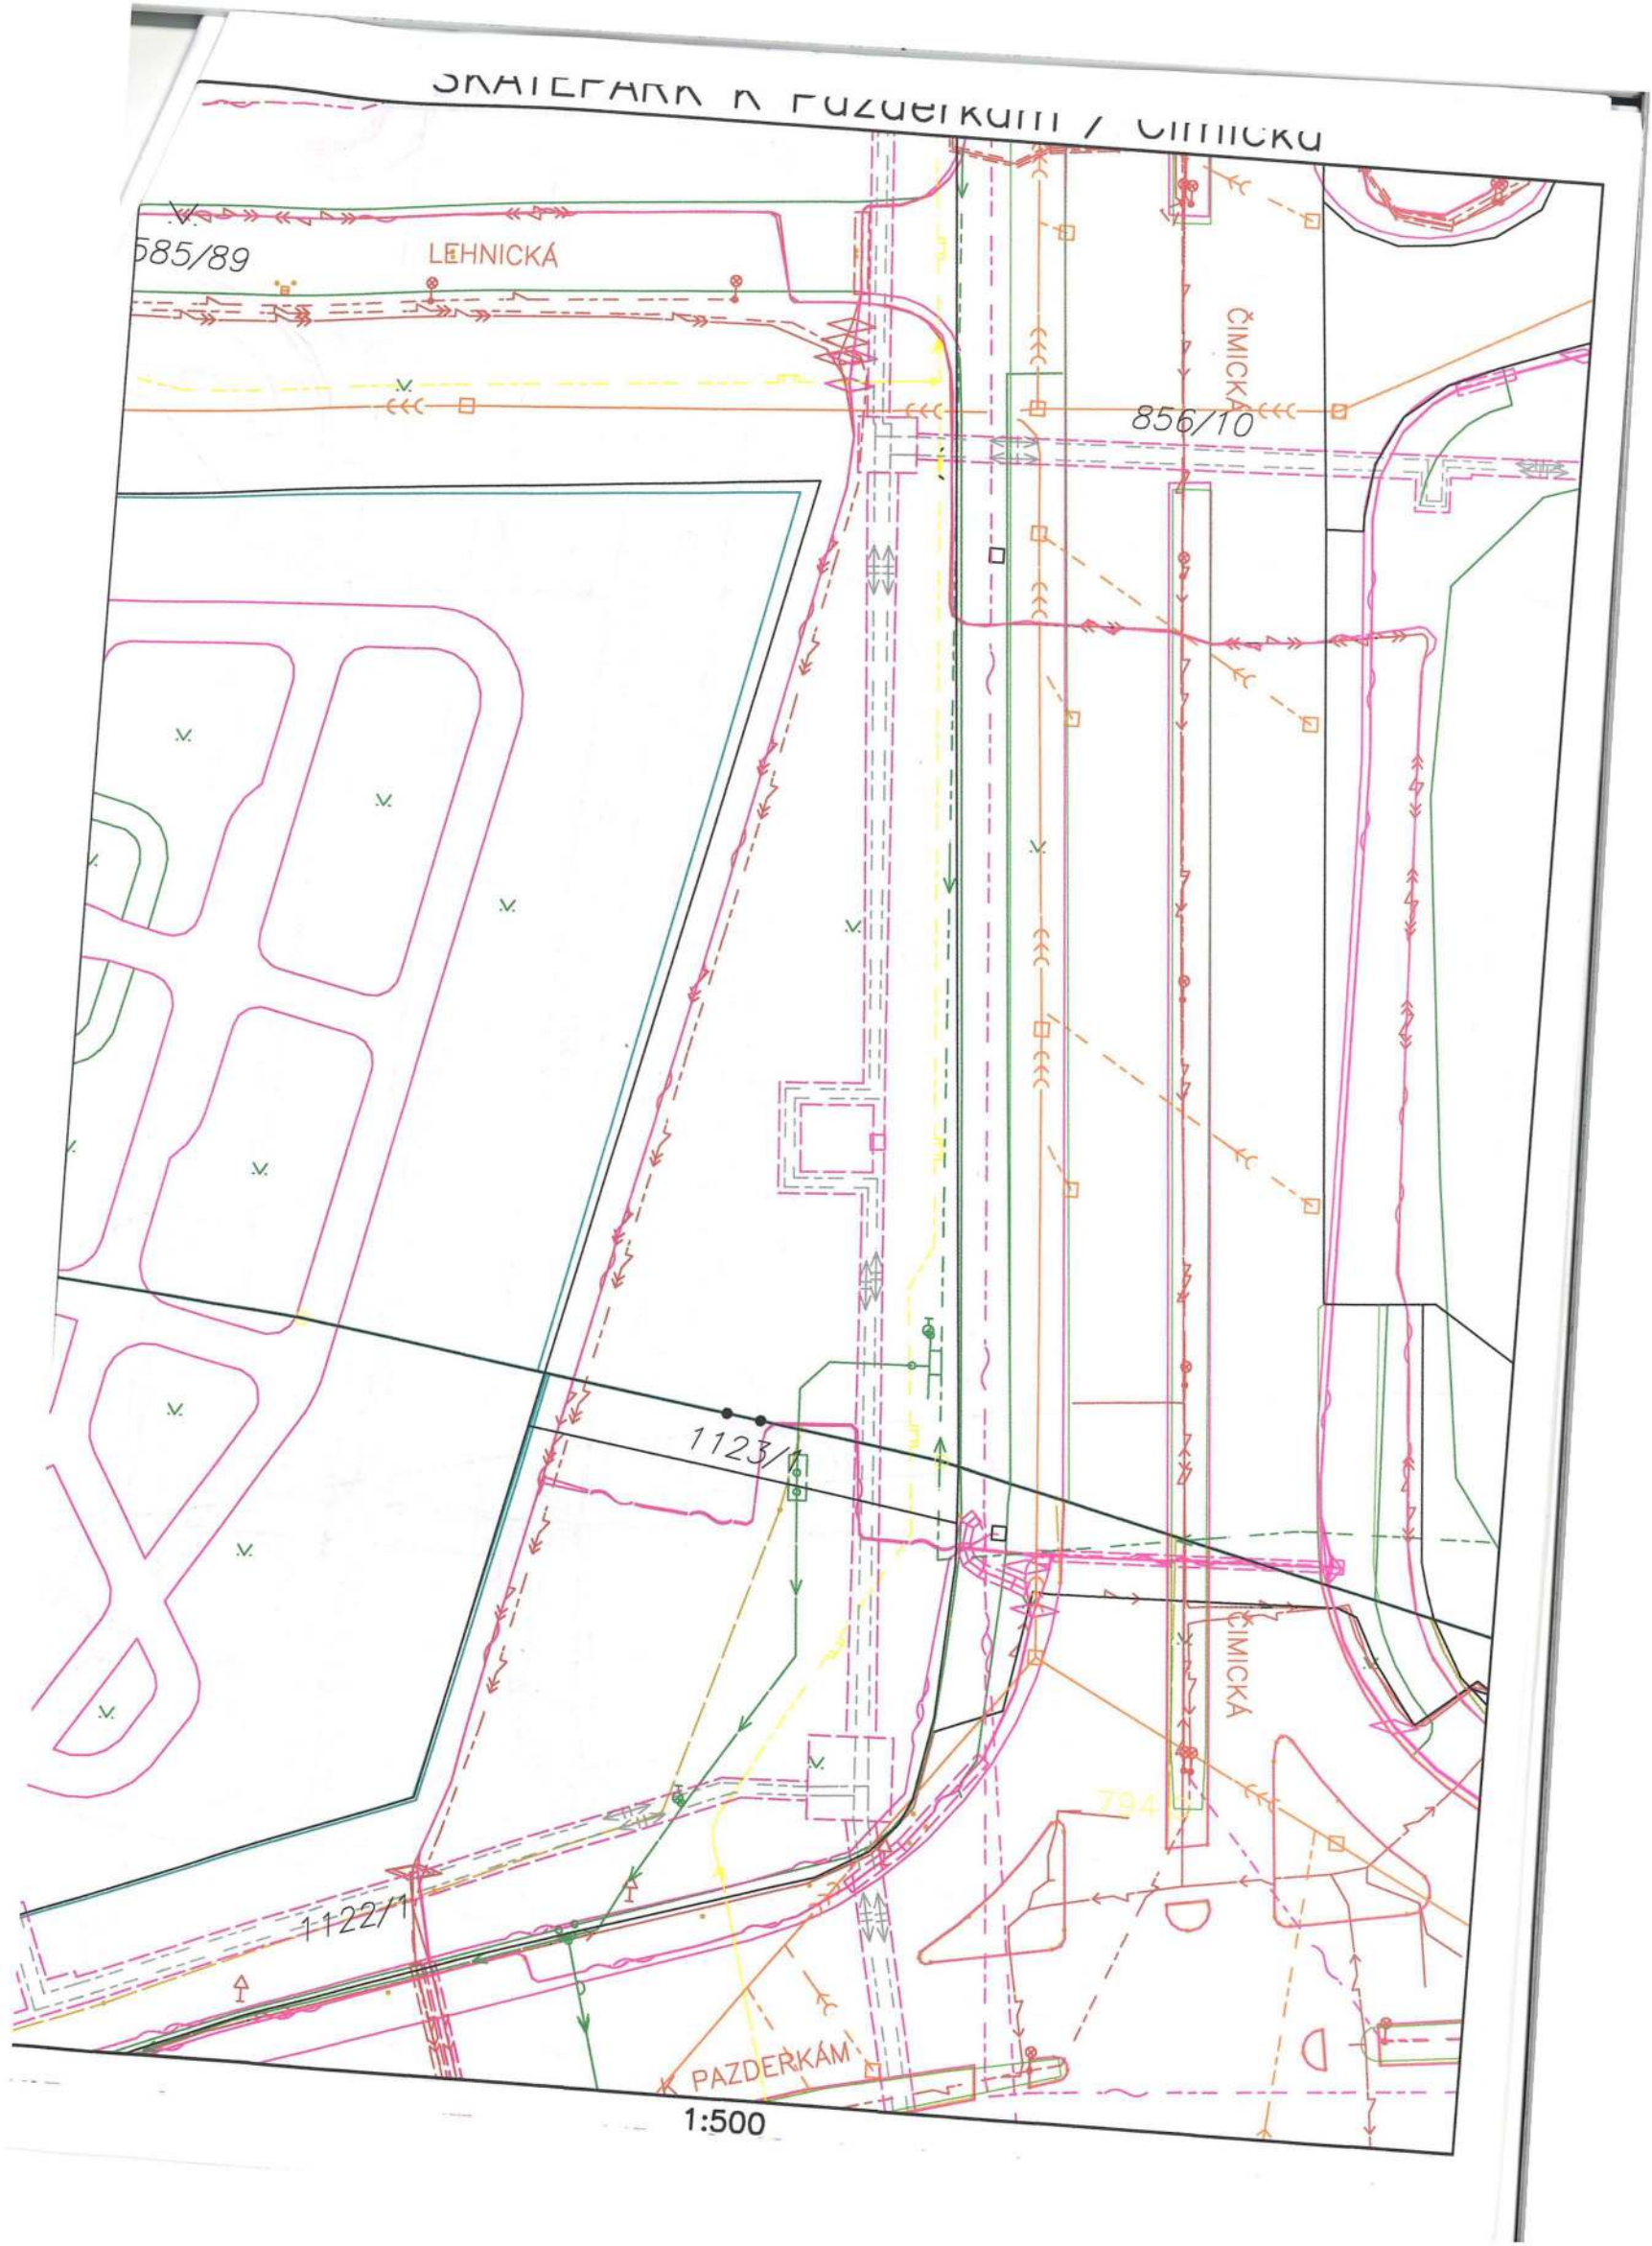 SKATEPARK K Pazderkám / Čimická
585/89
LEHNICKÁ
ČIMICKÁ
856/10
1123/1
ČIMICKÁ
794
1122/1
K PAZDERKÁM
1:500